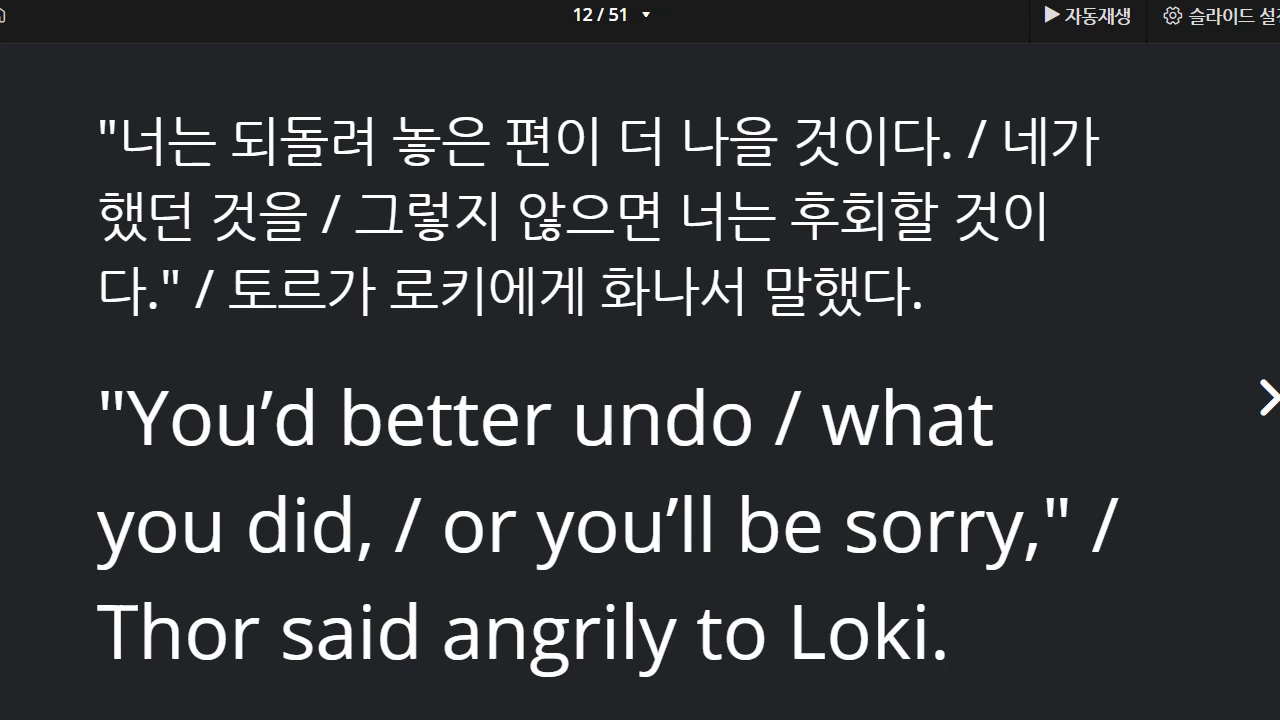 12 / 51
자동재생
슬라이드 설
"너는 되돌려 놓은 편이 더 나을 것이다. / 네가
했던 것을 / 그렇지 않으면 너는 후회할 것이
다." / 토르가 로키에게 화나서 말했다.
"You’d better undo / what
you did, / or you’ll be sorry," /
Thor said angrily to Loki.